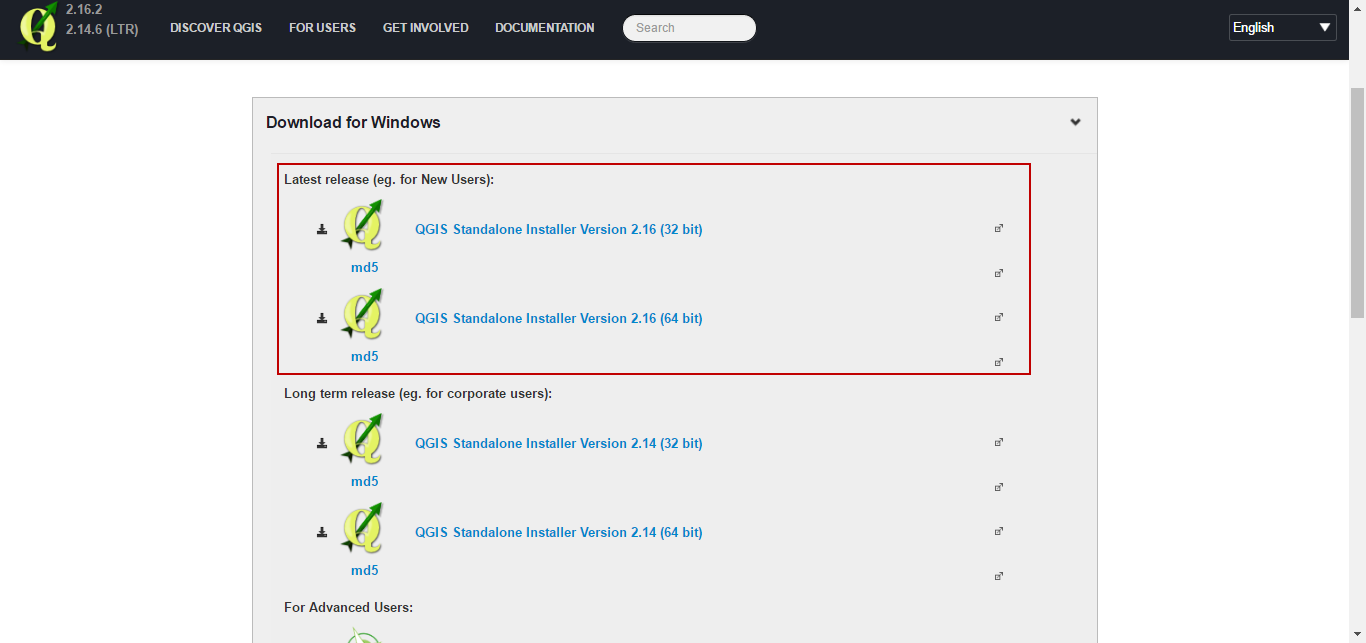 2.16.2
2.14.6 (LTR)
DISCOVER QGIS FOR USERS GET INVOLVED DOCUMENTATION Search English
Download for Windows
Latest release (eg. for New Users):
QGIS Standalone Installer Version 2.16 (32 bit)
md5
QGIS Standalone Installer Version 2.16 (64 bit)
md5
Long term release (eg. for corporate users):
QGIS Standalone Installer Version 2.14 (32 bit)
md5
QGIS Standalone Installer Version 2.14 (64 bit)
md5
For Advanced Users: